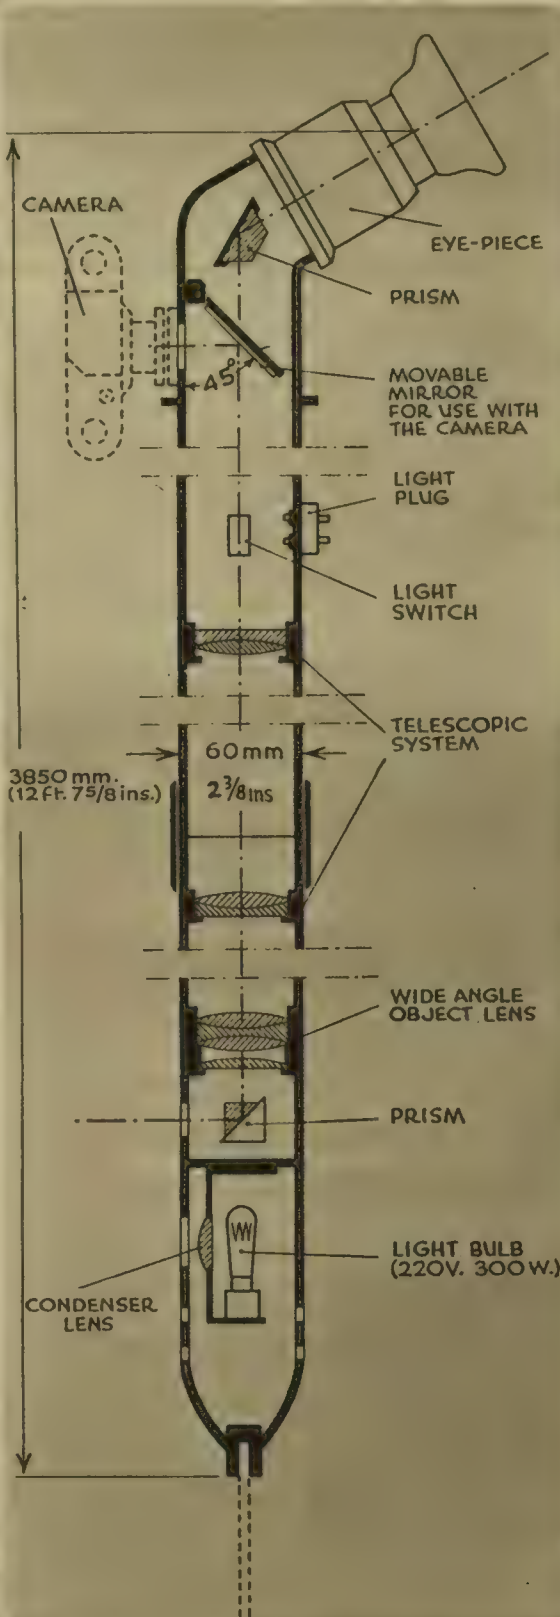 CAMERA
EYE-PIECE
PRISM
45°
MOVABLE
MIRROR
FOR USE WITH
THE CAMERA
LIGHT
PLUG
LIGHT
SWITCH
TELESCOPIC
SYSTEM
60mm
2 3/8 ins
3850 mm.
(12 ft. 7 5/8 ins.)
WIDE ANGLE
OBJECT LENS
PRISM
LIGHT BULB
(220V. 300W.)
CONDENSER
LENS